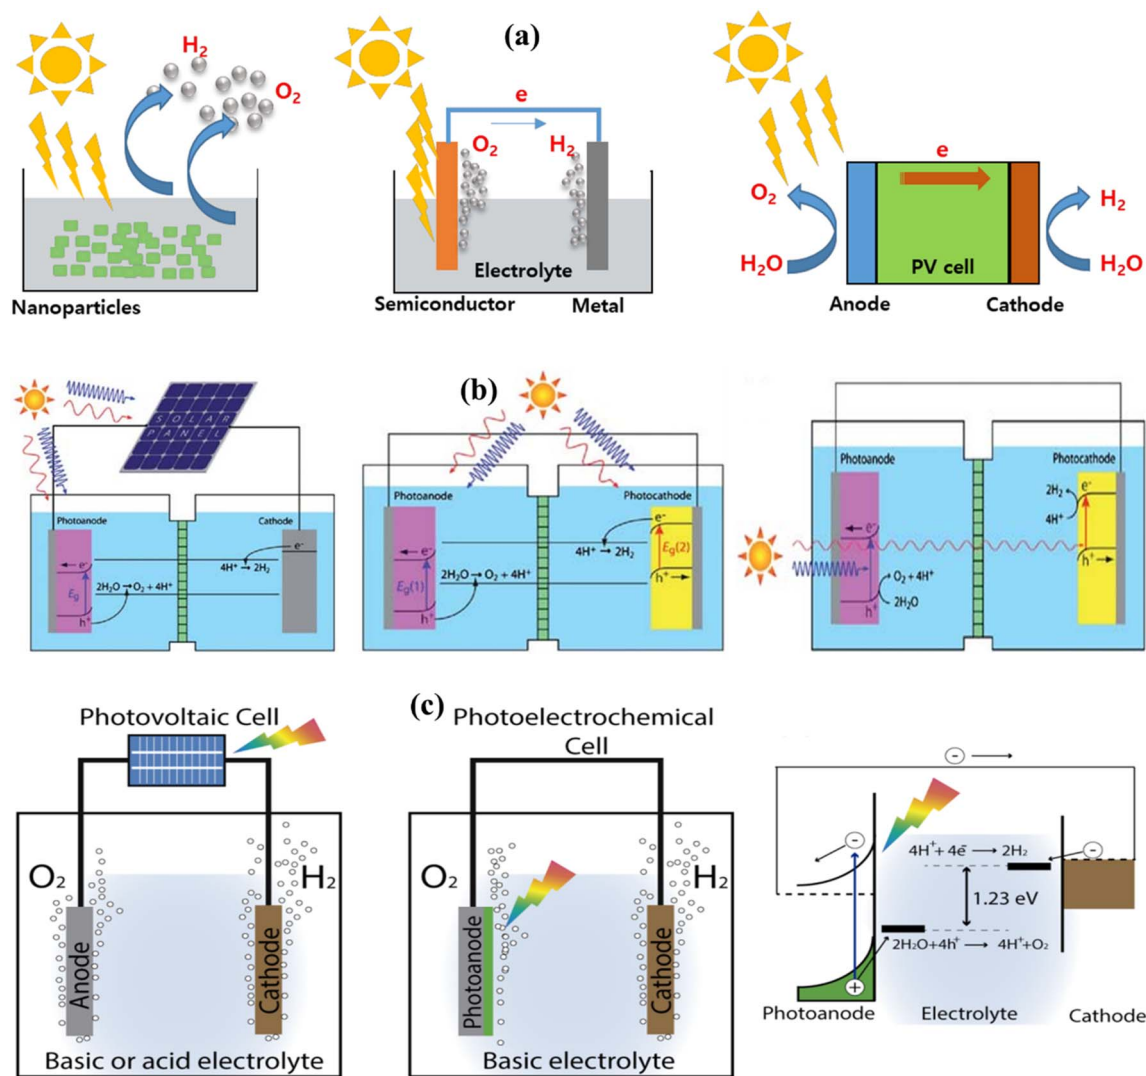 (a)
H₂
O₂
Nanoparticles
e
O₂
H₂
Electrolyte
Semiconductor
Metal
e
O₂
H₂
H₂O
PV cell
H₂O
Anode
Cathode
(b)
SOLAR
PANEL
Photoanode
Cathode
e⁻
e⁻
4H⁺ → 2H₂
2H₂O → O₂ + 4H⁺
Eg
h⁺
Photoanode
Photocathode
e⁻
e⁻
4H⁺ → 2H₂
Eg(2)
2H₂O → O₂ + 4H⁺
Eg(1)
h⁺
h⁺
Photoanode
Photocathode
e⁻
2H₂
4H⁺
e⁻
h⁺
O₂ + 4H⁺
2H₂O
h⁺
(c)
Photovoltaic Cell
O₂
H₂
Anode
Cathode
Basic or acid electrolyte
Photoelectrochemical
Cell
O₂
H₂
Photoanode
Cathode
Basic electrolyte
−
−
4H⁺+ 4e⁻ → 2H₂
−
1.23 eV
2H₂O+4h⁺ → 4H⁺+O₂
+
Photoanode
Electrolyte
Cathode